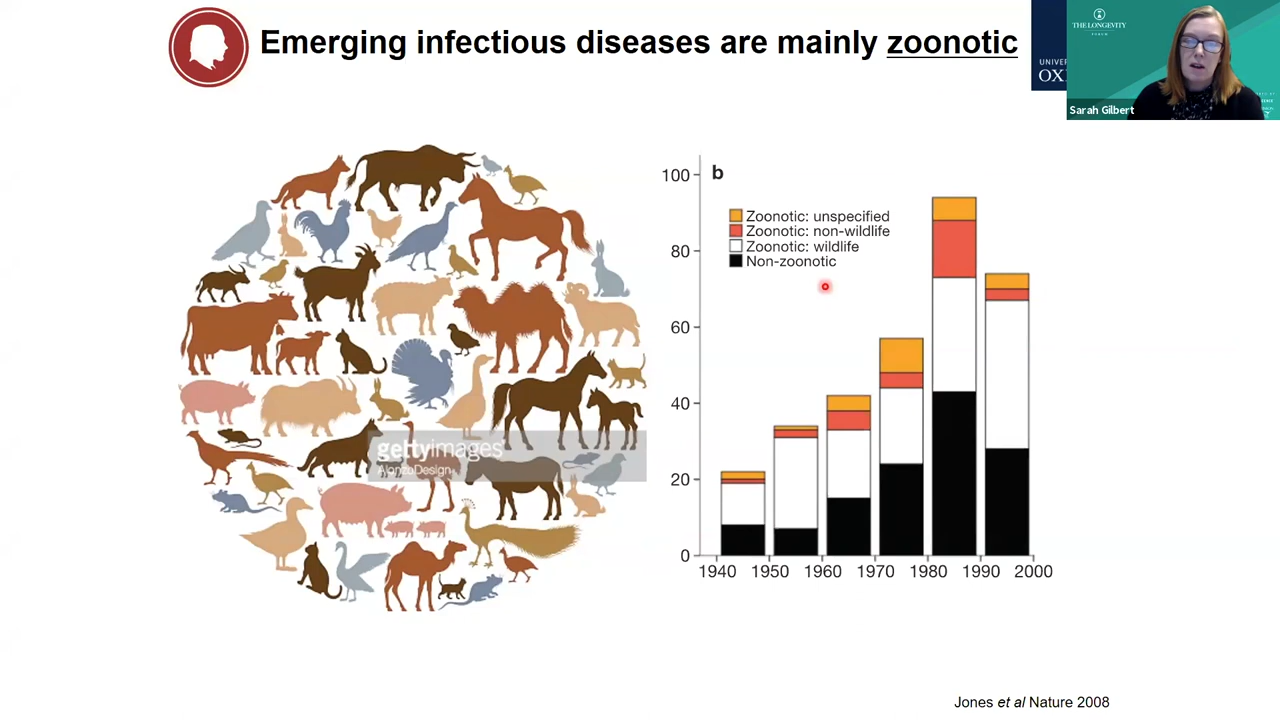 Emerging infectious diseases are mainly zoonotic
THE LONGEVITY
FORUM
Sarah Gilbert
b
Zoonotic: unspecified
Zoonotic: non-wildlife
Zoonotic: wildlife
Non-zoonotic
100
80
60
40
20
0
1940 1950 1960 1970 1980 1990 2000
gettyimages
AlonzoDesign
Jones et al Nature 2008